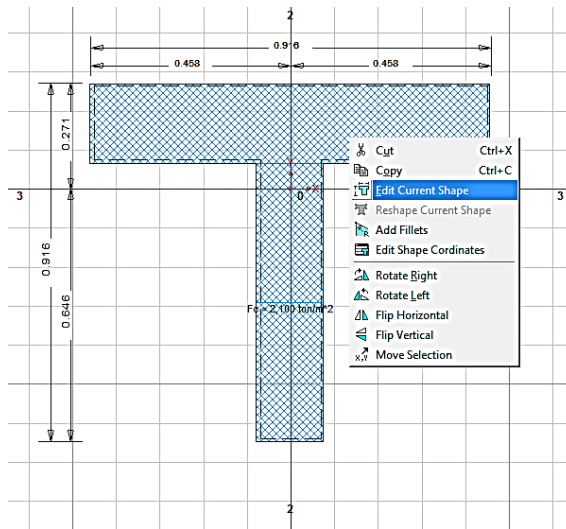 2
0.916
0.458 0.458
0.271
0.916
0.646
3
3
0
X
Fc = 2,100 ton/m^2
Cut Ctrl+X
Copy Ctrl+C
Edit Current Shape
Reshape Current Shape
Add Fillets
Edit Shape Cordinates
Rotate Right
Rotate Left
Flip Horizontal
Flip Vertical
Move Selection
2